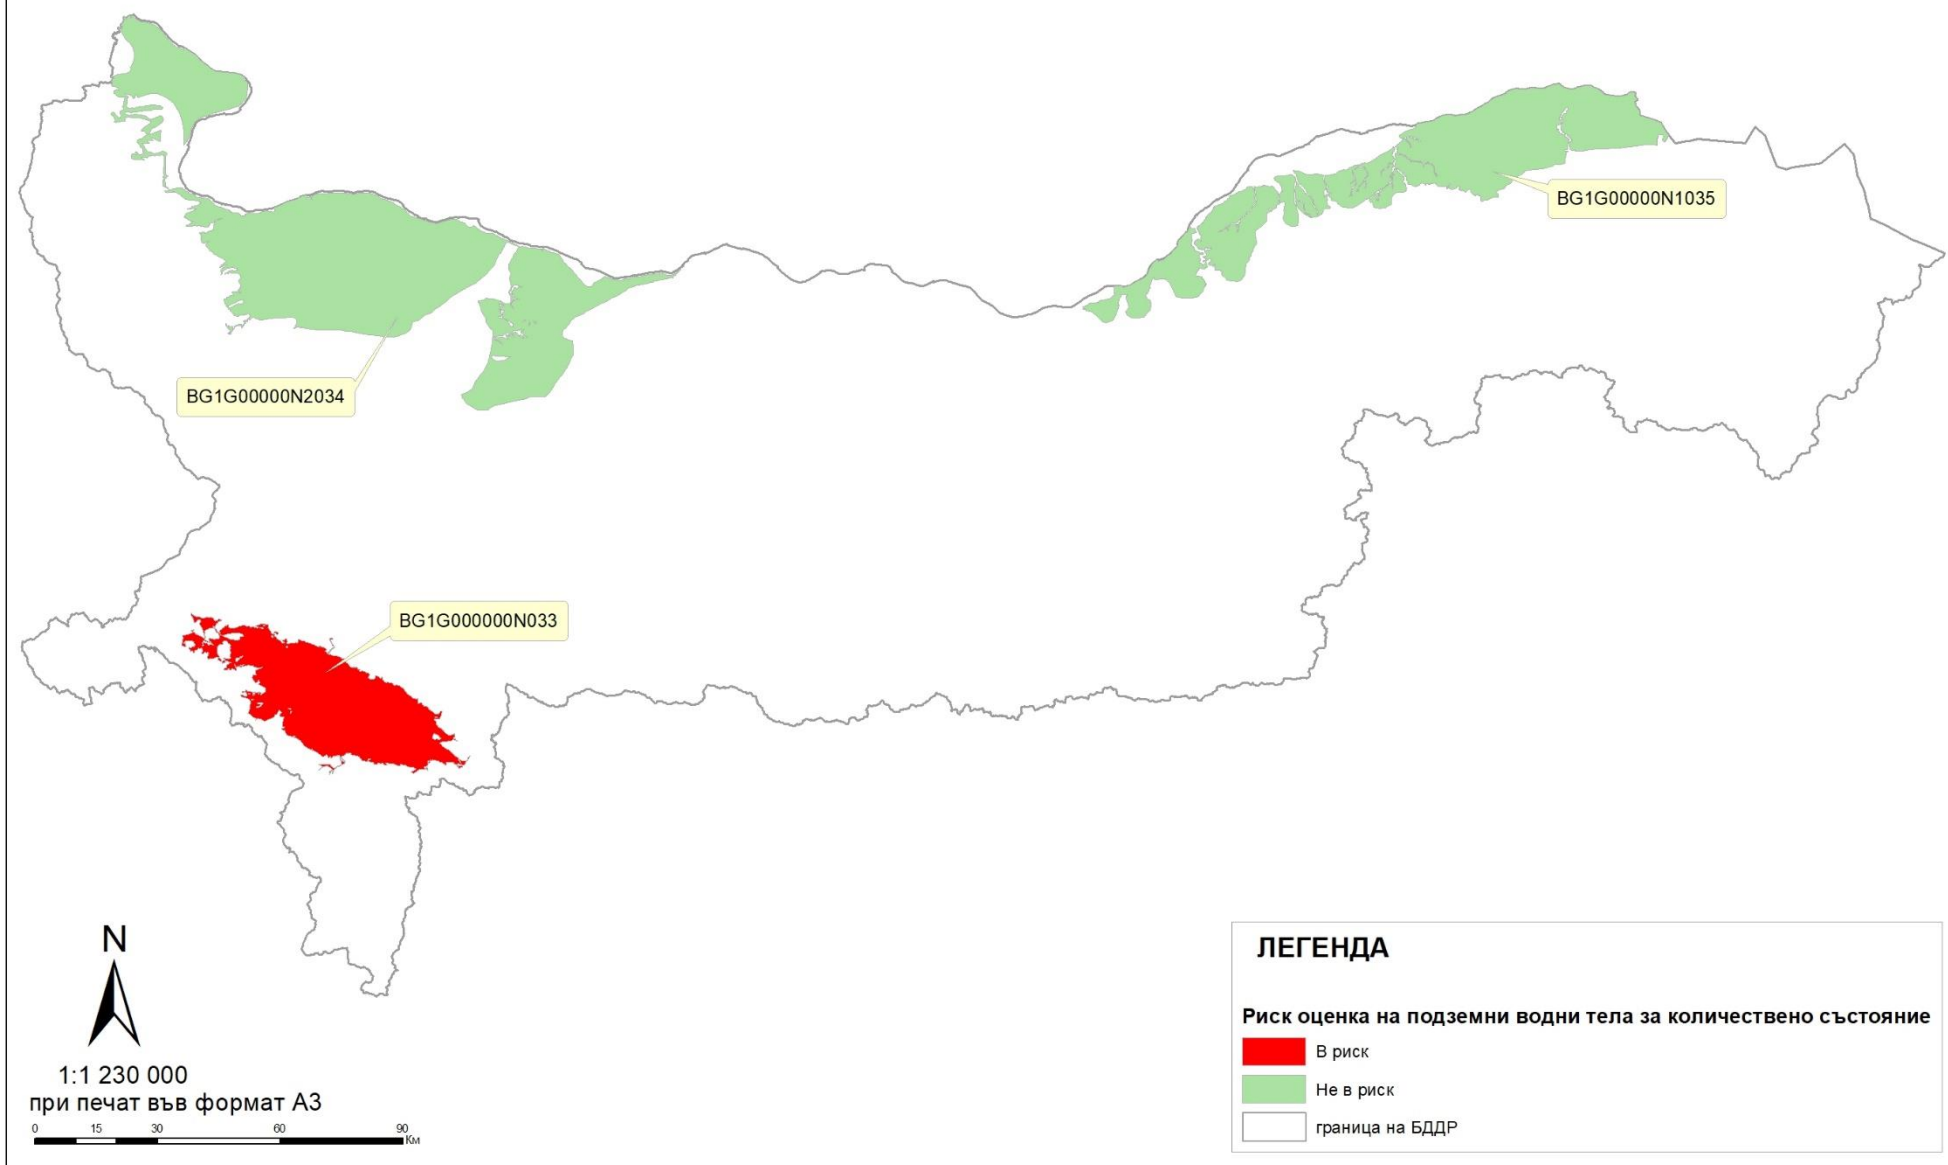 BG1G00000N1035
BG1G00000N2034
BG1G000000N033
N
1:1 230 000
при печат във формат А3
0 15 30 60 90
Км
ЛЕГЕНДА
Риск оценка на подземни водни тела за количествено състояние
В риск
Не в риск
граница на БДДР